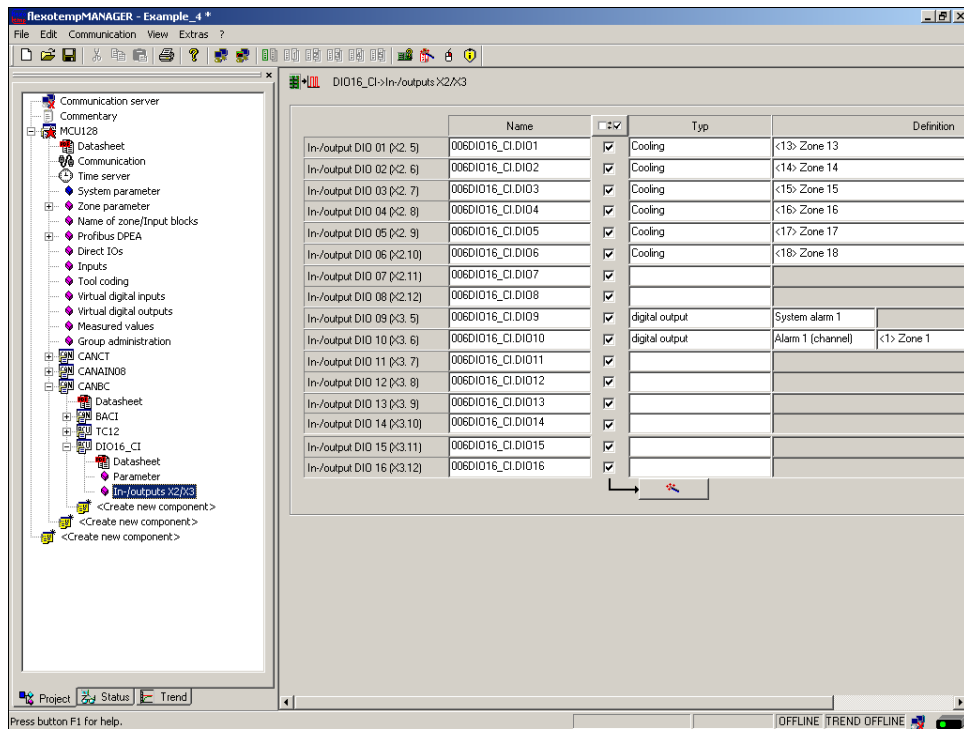 flexotempMANAGER - Example_4 *
File Edit Communication View Extras ?
DIO16_CI->In-/outputs X2/X3
Communication server
Commentary
MCU128
Datasheet
Communication
Time server
System parameter
Zone parameter
Name of zone/Input blocks
Profibus DPEA
Direct IOs
Inputs
Tool coding
Virtual digital inputs
Virtual digital outputs
Measured values
Group administration
CANCT
CANAIN08
CANBC
Datasheet
BACI
TC12
DIO16_CI
Datasheet
Parameter
In-/outputs X2/X3
<Create new component>
<Create new component>
<Create new component>
Project Status Trend
Name Typ Definition
In-/output DIO 01 (X2. 5) 006DIO16_CI.DIO1 Cooling <13> Zone 13
In-/output DIO 02 (X2. 6) 006DIO16_CI.DIO2 Cooling <14> Zone 14
In-/output DIO 03 (X2. 7) 006DIO16_CI.DIO3 Cooling <15> Zone 15
In-/output DIO 04 (X2. 8) 006DIO16_CI.DIO4 Cooling <16> Zone 16
In-/output DIO 05 (X2. 9) 006DIO16_CI.DIO5 Cooling <17> Zone 17
In-/output DIO 06 (X2.10) 006DIO16_CI.DIO6 Cooling <18> Zone 18
In-/output DIO 07 (X2.11) 006DIO16_CI.DIO7
In-/output DIO 08 (X2.12) 006DIO16_CI.DIO8
In-/output DIO 09 (X3. 5) 006DIO16_CI.DIO9 digital output System alarm 1
In-/output DIO 10 (X3. 6) 006DIO16_CI.DIO10 digital output Alarm 1 (channel) <1> Zone 1
In-/output DIO 11 (X3. 7) 006DIO16_CI.DIO11
In-/output DIO 12 (X3. 8) 006DIO16_CI.DIO12
In-/output DIO 13 (X3. 9) 006DIO16_CI.DIO13
In-/output DIO 14 (X3.10) 006DIO16_CI.DIO14
In-/output DIO 15 (X3.11) 006DIO16_CI.DIO15
In-/output DIO 16 (X3.12) 006DIO16_CI.DIO16
Press button F1 for help. OFFLINE TREND OFFLINE